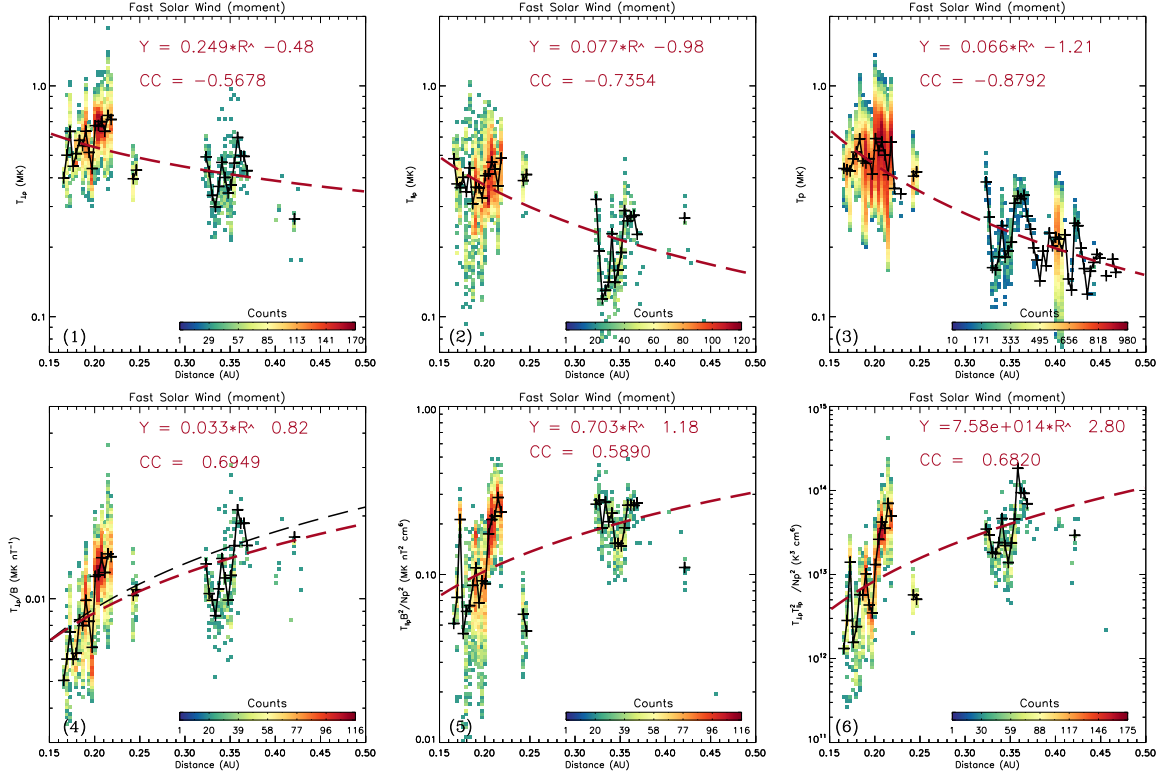 Fast Solar Wind (moment)
Y = 0.249*R^ −0.48
CC = −0.5678
1.0
0.1
T⊥p (MK)
(1)
Counts
1 29 57 85 113 141 170
0.15 0.20 0.25 0.30 0.35 0.40 0.45 0.50
Distance (AU)
Fast Solar Wind (moment)
Y = 0.077*R^ −0.98
CC = −0.7354
1.0
0.1
T∥p (MK)
(2)
Counts
1 20 40 60 80 100 120
0.15 0.20 0.25 0.30 0.35 0.40 0.45 0.50
Distance (AU)
Fast Solar Wind (moment)
Y = 0.066*R^ −1.21
CC = −0.8792
1.0
0.1
Tp (MK)
(3)
Counts
10 171 333 495 656 818 980
0.15 0.20 0.25 0.30 0.35 0.40 0.45 0.50
Distance (AU)
Fast Solar Wind (moment)
Y = 0.033*R^ 0.82
CC = 0.6949
0.01
T⊥p/B (MK nT⁻¹)
(4)
Counts
1 20 39 58 77 96 116
0.15 0.20 0.25 0.30 0.35 0.40 0.45 0.50
Distance (AU)
Fast Solar Wind (moment)
Y = 0.703*R^ 1.18
CC = 0.5890
1.00
0.10
0.01
T∥pB²/Np² (MK nT² cm⁶)
(5)
Counts
1 20 39 58 77 96 116
0.15 0.20 0.25 0.30 0.35 0.40 0.45 0.50
Distance (AU)
Fast Solar Wind (moment)
Y =7.58e+014*R^ 2.80
CC = 0.6820
10¹⁵
10¹⁴
10¹³
10¹²
10¹¹
T⊥pT∥p² /Np² (K³ cm⁶)
(6)
Counts
1 30 59 88 117 146 175
0.15 0.20 0.25 0.30 0.35 0.40 0.45 0.50
Distance (AU)